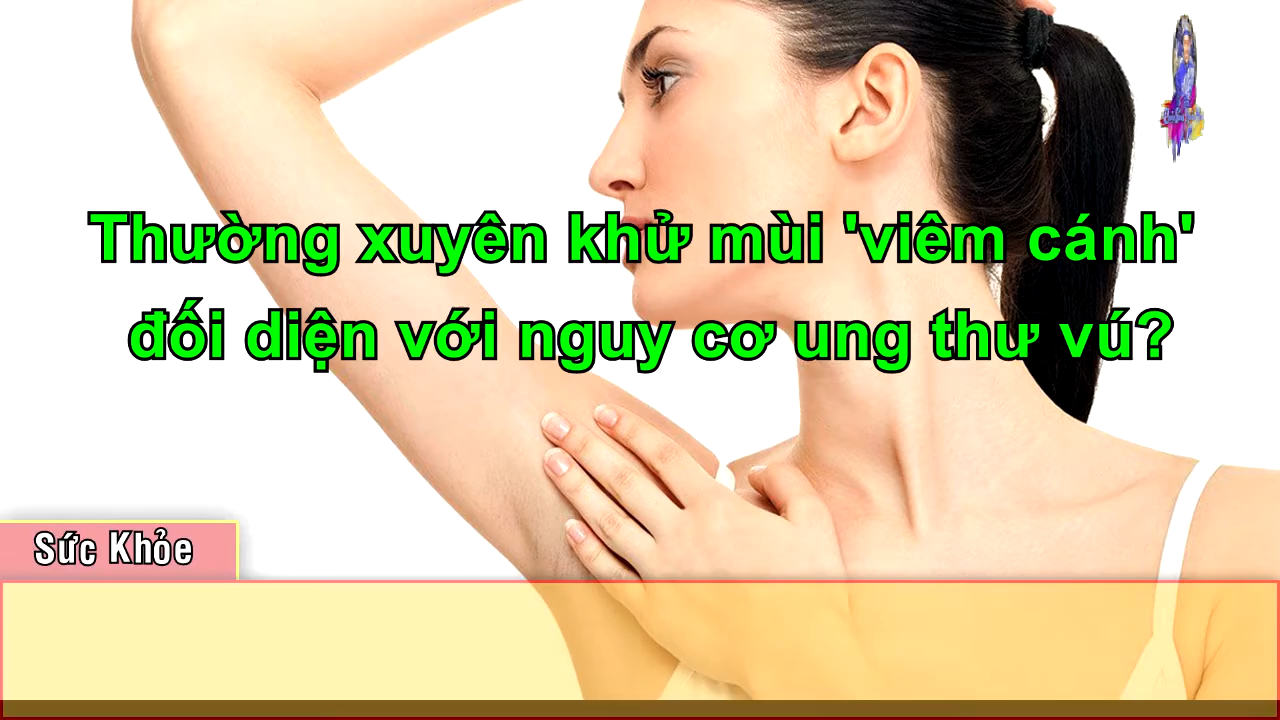 Thường xuyên khử mùi 'viêm cánh'
đối diện với nguy cơ ung thư vú?
Sức Khỏe